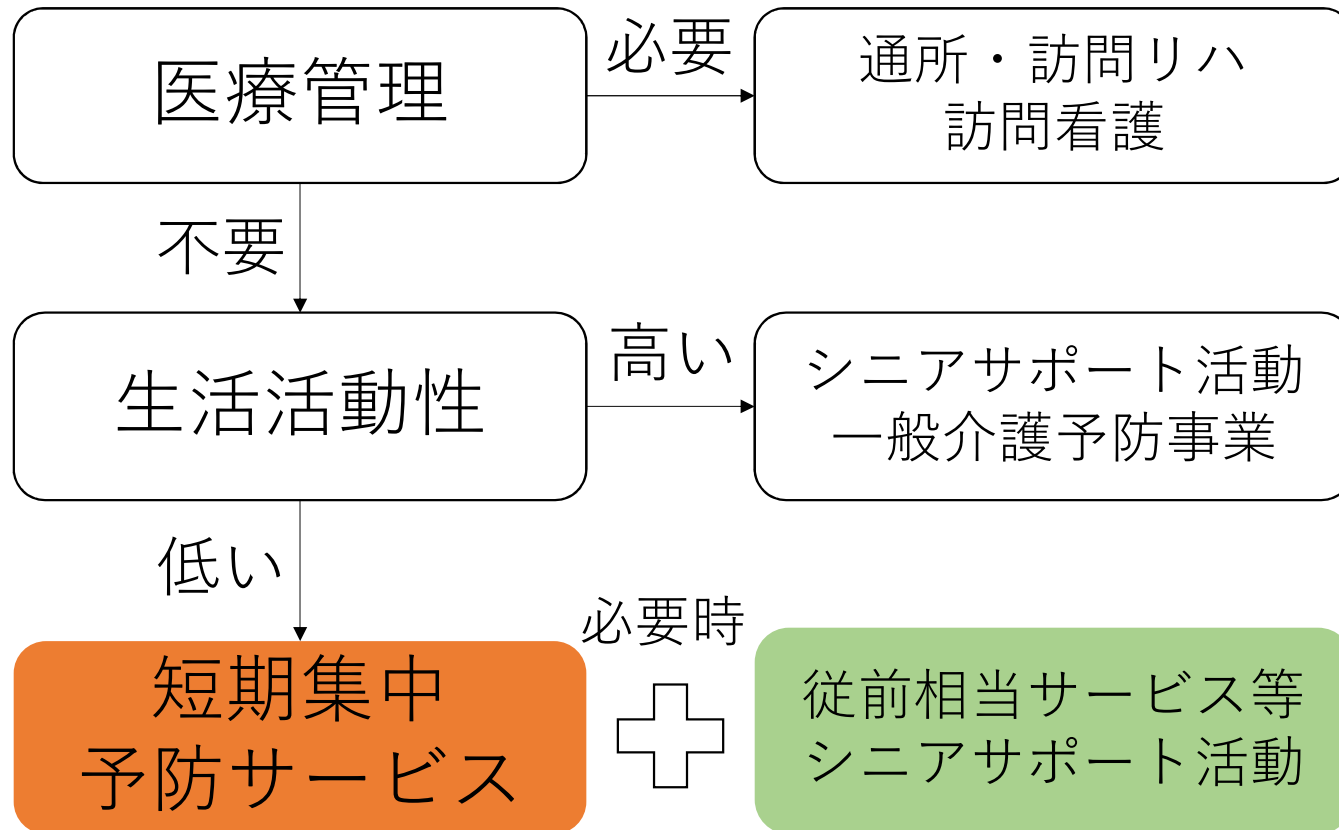 医療管理
必要
通所・訪問リハ
訪問看護
不要
生活活動性
高い
シニアサポート活動
一般介護予防事業
低い
短期集中
予防サービス
必要時
従前相当サービス等
シニアサポート活動